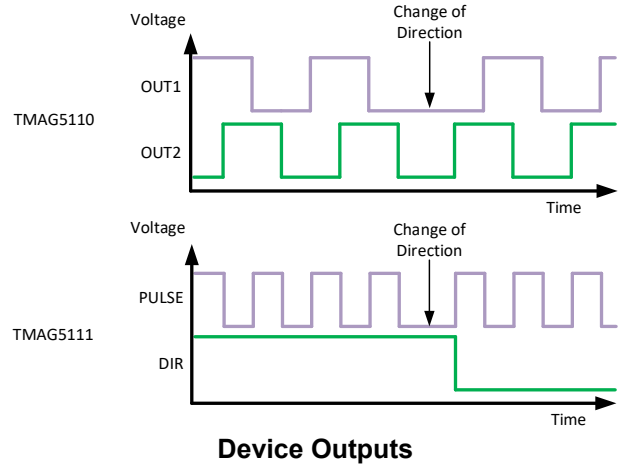 Voltage
Change of
Direction
OUT1
TMAG5110
OUT2
Time
Voltage
Change of
Direction
PULSE
TMAG5111
DIR
Time
Device Outputs